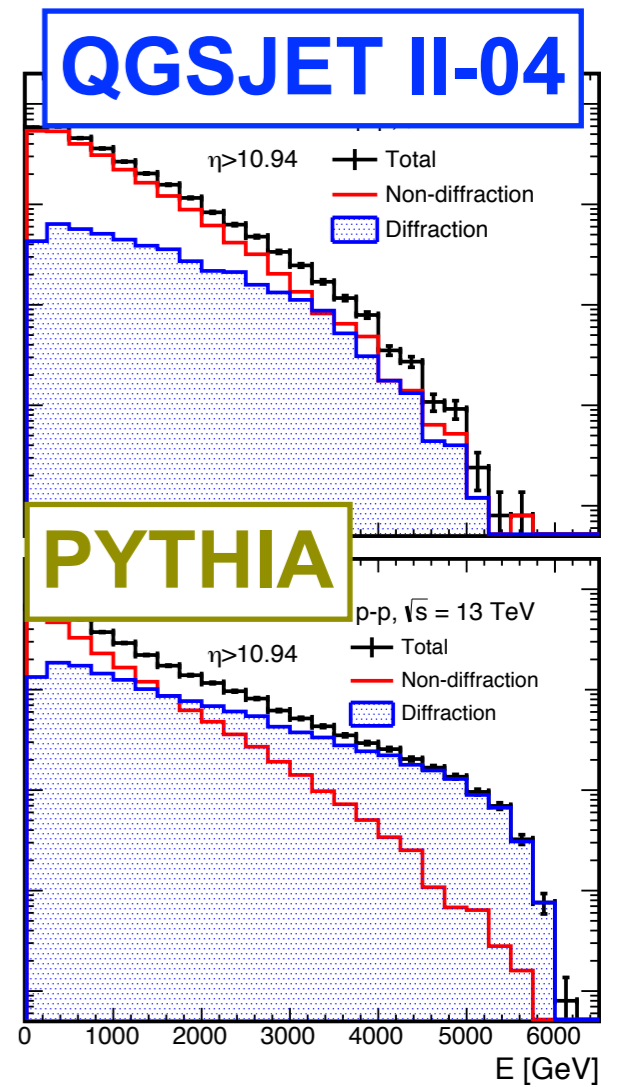 QGSJET II-04
η>10.94
Total
Non-diffraction
Diffraction
PYTHIA
p-p, √s = 13 TeV
η>10.94
Total
Non-diffraction
Diffraction
0 1000 2000 3000 4000 5000 6000
E [GeV]